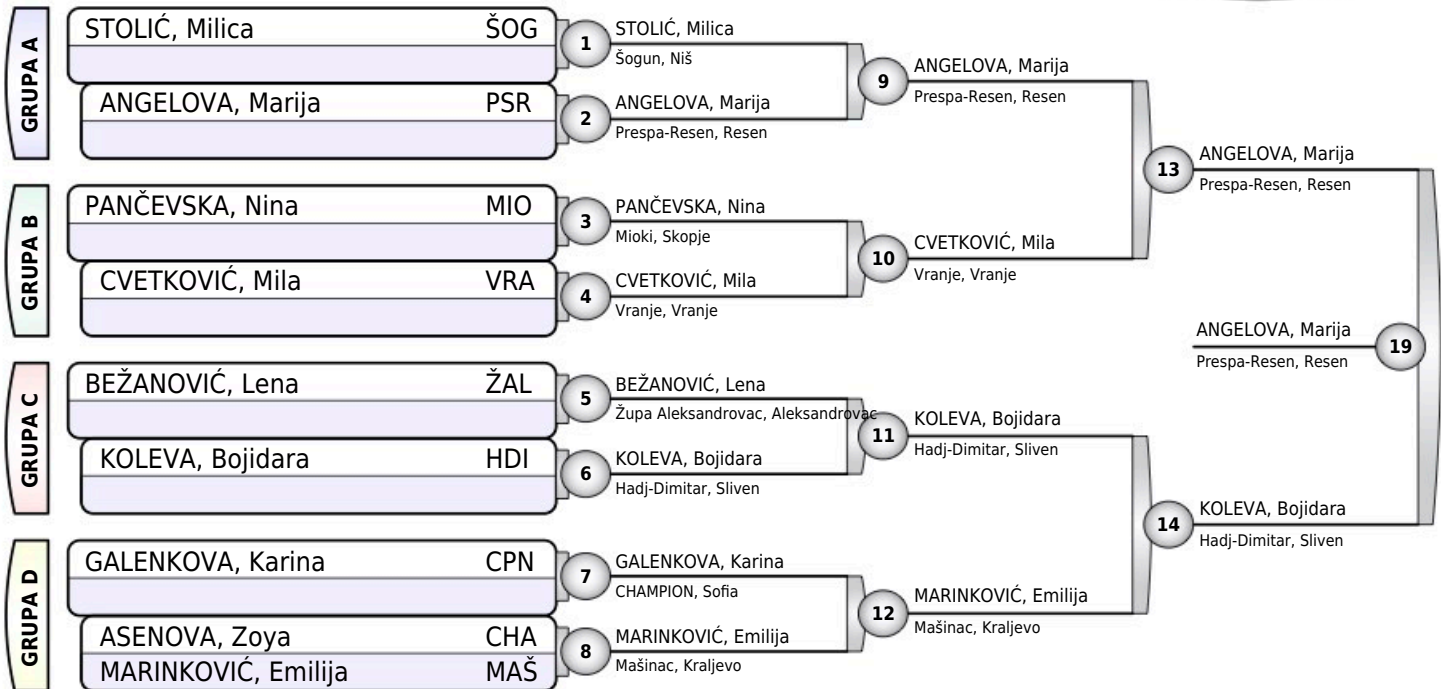 GRUPA A
STOLIĆ, Milica ŠOG
ANGELOVA, Marija PSR
GRUPA B
PANČEVSKA, Nina MIO
CVETKOVIĆ, Mila VRA
GRUPA C
BEŽANOVIĆ, Lena ŽAL
KOLEVA, Bojidara HDI
GRUPA D
GALENKOVA, Karina CPN
ASENOVA, Zoya CHA
MARINKOVIĆ, Emilija MAŠ
1
STOLIĆ, Milica
Šogun, Niš
2
ANGELOVA, Marija
Prespa-Resen, Resen
3
PANČEVSKA, Nina
Mioki, Skopje
4
CVETKOVIĆ, Mila
Vranje, Vranje
5
BEŽANOVIĆ, Lena
Župa Aleksandrovac, Aleksandrovac
6
KOLEVA, Bojidara
Hadj-Dimitar, Sliven
7
GALENKOVA, Karina
CHAMPION, Sofia
8
MARINKOVIĆ, Emilija
Mašinac, Kraljevo
9
ANGELOVA, Marija
Prespa-Resen, Resen
10
CVETKOVIĆ, Mila
Vranje, Vranje
11
KOLEVA, Bojidara
Hadj-Dimitar, Sliven
12
MARINKOVIĆ, Emilija
Mašinac, Kraljevo
13
ANGELOVA, Marija
Prespa-Resen, Resen
14
KOLEVA, Bojidara
Hadj-Dimitar, Sliven
ANGELOVA, Marija
Prespa-Resen, Resen
19